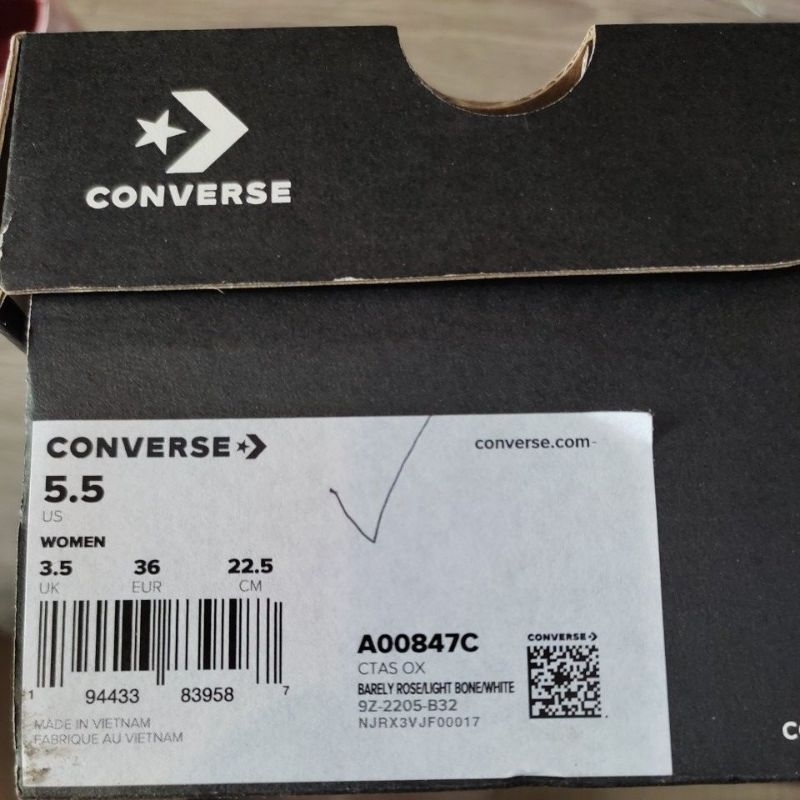 CONVERSE
CONVERSE
converse.com
5.5
US
WOMEN
3.5 36 22.5
UK EUR CM
1 94433 83958 7
MADE IN VIETNAM
FABRIQUE AU VIETNAM
A00847C
CTAS OX
BARELY ROSE/LIGHT BONE/WHITE
9Z-2205-B32
NJRX3VJF00017
CONVERSE